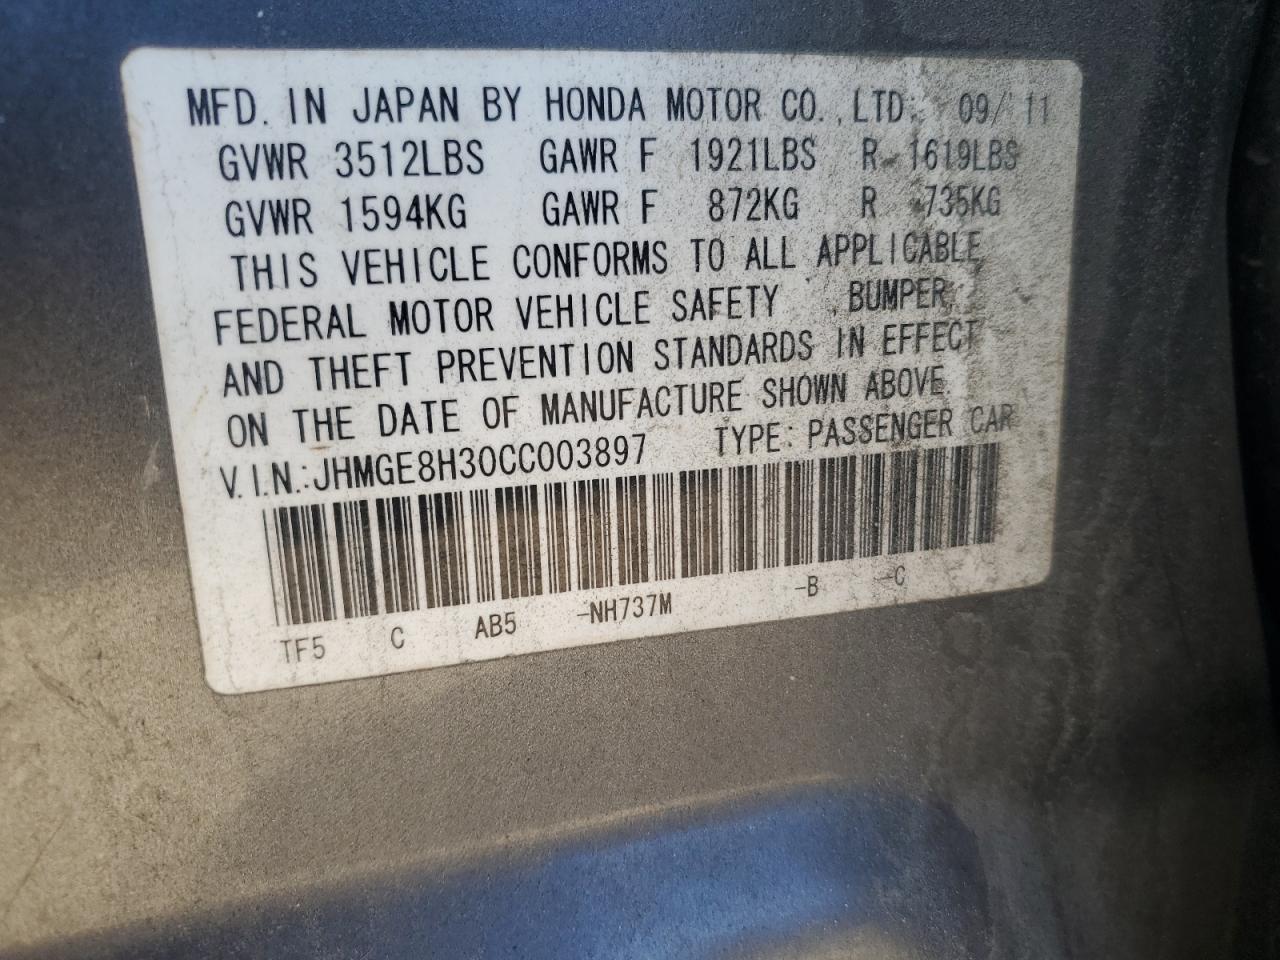 MFD. IN JAPAN BY HONDA MOTOR CO., LTD. 09/11
GVWR 3512LBS GAWR F 1921LBS R 1619LBS
GVWR 1594KG GAWR F 872KG R 735KG
THIS VEHICLE CONFORMS TO ALL APPLICABLE
FEDERAL MOTOR VEHICLE SAFETY , BUMPER,
AND THEFT PREVENTION STANDARDS IN EFFECT
ON THE DATE OF MANUFACTURE SHOWN ABOVE.
V.I.N.:JHMGE8H30CC003897 TYPE: PASSENGER CAR
TF5 C AB5 -NH737M -B -C